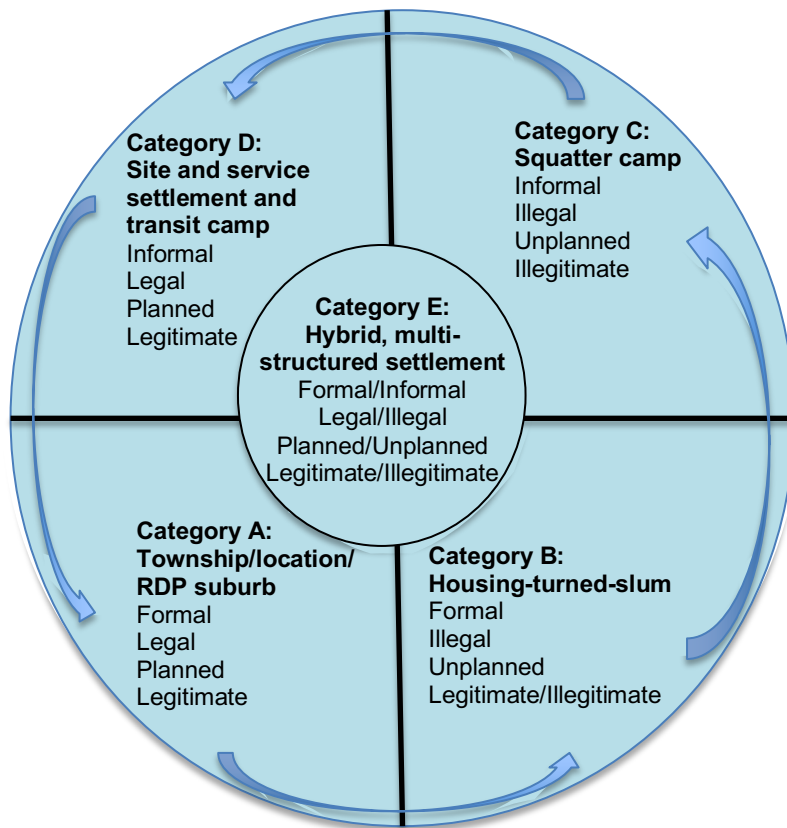 Category D:
Site and service
settlement and
transit camp
Informal
Legal
Planned
Legitimate
Category C:
Squatter camp
Informal
Illegal
Unplanned
Illegitimate
Category E:
Hybrid, multi-
structured settlement
Formal/Informal
Legal/Illegal
Planned/Unplanned
Legitimate/Illegitimate
Category A:
Township/location/
RDP suburb
Formal
Legal
Planned
Legitimate
Category B:
Housing-turned-slum
Formal
Illegal
Unplanned
Legitimate/Illegitimate